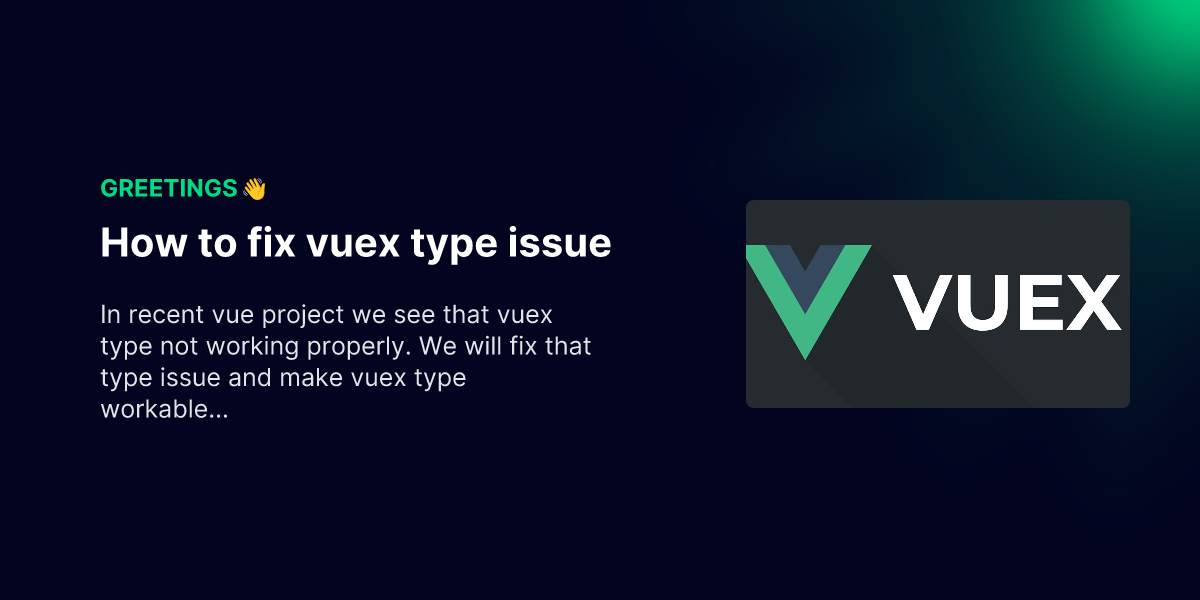 GREETINGS 👋
How to fix vuex type issue
In recent vue project we see that vuex
type not working properly. We will fix that
type issue and make vuex type
workable...
VUEX